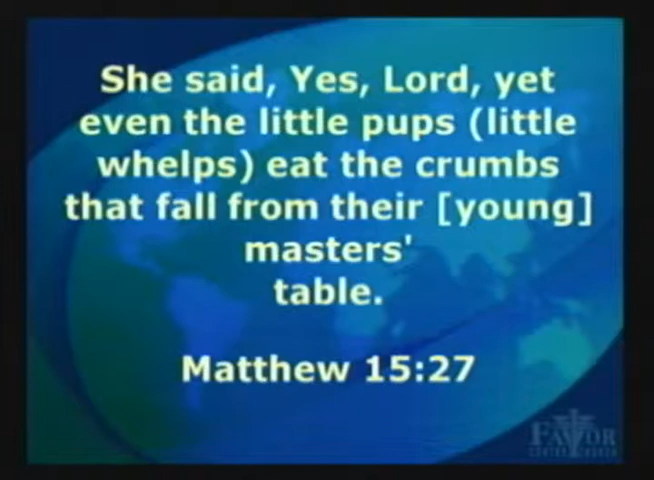 She said, Yes, Lord, yet
even the little pups (little
whelps) eat the crumbs
that fall from their [young]
masters'
table.
Matthew 15:27
FAVOR